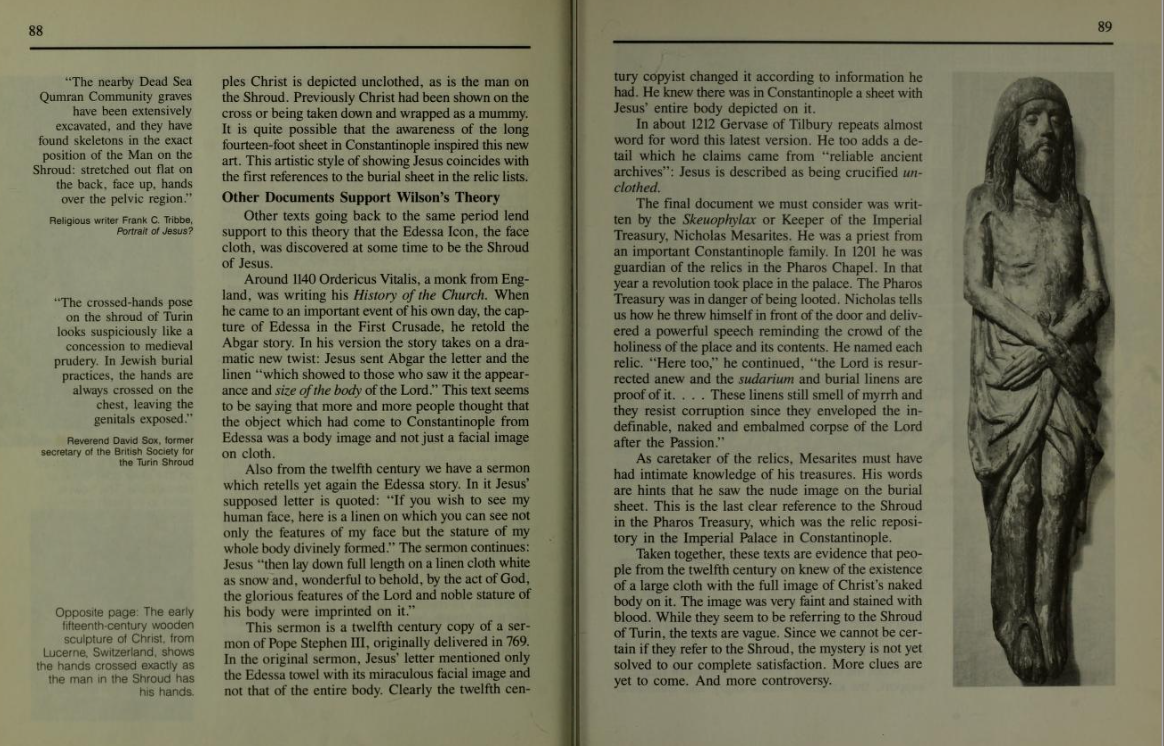 88
"The nearby Dead Sea
Qumran Community graves
have been extensively
excavated, and they have
found skeletons in the exact
position of the Man on the
Shroud: stretched out flat on
the back, face up, hands
over the pelvic region."
Religious writer Frank C. Tribbe,
Portrait of Jesus?
"The crossed-hands pose
on the shroud of Turin
looks suspiciously like a
concession to medieval
prudery. In Jewish burial
practices, the hands are
always crossed on the
chest, leaving the
genitals exposed."
Reverend David Sox, former
secretary of the British Society for
the Turin Shroud
Opposite page: The early
fifteenth-century wooden
sculpture of Christ, from
Lucerne, Switzerland, shows
the hands crossed exactly as
the man in the Shroud has
his hands.
ples Christ is depicted unclothed, as is the man on
the Shroud. Previously Christ had been shown on the
cross or being taken down and wrapped as a mummy.
It is quite possible that the awareness of the long
fourteen-foot sheet in Constantinople inspired this new
art. This artistic style of showing Jesus coincides with
the first references to the burial sheet in the relic lists.
Other Documents Support Wilson's Theory
Other texts going back to the same period lend
support to this theory that the Edessa Icon, the face
cloth, was discovered at some time to be the Shroud
of Jesus.
Around 1140 Ordericus Vitalis, a monk from Eng-
land, was writing his History of the Church. When
he came to an important event of his own day, the cap-
ture of Edessa in the First Crusade, he retold the
Abgar story. In his version the story takes on a dra-
matic new twist: Jesus sent Abgar the letter and the
linen "which showed to those who saw it the appear-
ance and size of the body of the Lord." This text seems
to be saying that more and more people thought that
the object which had come to Constantinople from
Edessa was a body image and not just a facial image
on cloth.
Also from the twelfth century we have a sermon
which retells yet again the Edessa story. In it Jesus'
supposed letter is quoted: "If you wish to see my
human face, here is a linen on which you can see not
only the features of my face but the stature of my
whole body divinely formed." The sermon continues:
Jesus "then lay down full length on a linen cloth white
as snow and, wonderful to behold, by the act of God,
the glorious features of the Lord and noble stature of
his body were imprinted on it."
This sermon is a twelfth century copy of a ser-
mon of Pope Stephen III, originally delivered in 769.
In the original sermon, Jesus' letter mentioned only
the Edessa towel with its miraculous facial image and
not that of the entire body. Clearly the twelfth cen-
89
tury copyist changed it according to information he
had. He knew there was in Constantinople a sheet with
Jesus' entire body depicted on it.
In about 1212 Gervase of Tilbury repeats almost
word for word this latest version. He too adds a de-
tail which he claims came from "reliable ancient
archives": Jesus is described as being crucified un-
clothed.
The final document we must consider was writ-
ten by the Skeuophylax or Keeper of the Imperial
Treasury, Nicholas Mesarites. He was a priest from
an important Constantinople family. In 1201 he was
guardian of the relics in the Pharos Chapel. In that
year a revolution took place in the palace. The Pharos
Treasury was in danger of being looted. Nicholas tells
us how he threw himself in front of the door and deliv-
ered a powerful speech reminding the crowd of the
holiness of the place and its contents. He named each
relic. "Here too," he continued, "the Lord is resur-
rected anew and the sudarium and burial linens are
proof of it. . . . These linens still smell of myrrh and
they resist corruption since they enveloped the in-
definable, naked and embalmed corpse of the Lord
after the Passion."
As caretaker of the relics, Mesarites must have
had intimate knowledge of his treasures. His words
are hints that he saw the nude image on the burial
sheet. This is the last clear reference to the Shroud
in the Pharos Treasury, which was the relic reposi-
tory in the Imperial Palace in Constantinople.
Taken together, these texts are evidence that peo-
ple from the twelfth century on knew of the existence
of a large cloth with the full image of Christ's naked
body on it. The image was very faint and stained with
blood. While they seem to be referring to the Shroud
of Turin, the texts are vague. Since we cannot be cer-
tain if they refer to the Shroud, the mystery is not yet
solved to our complete satisfaction. More clues are
yet to come. And more controversy.